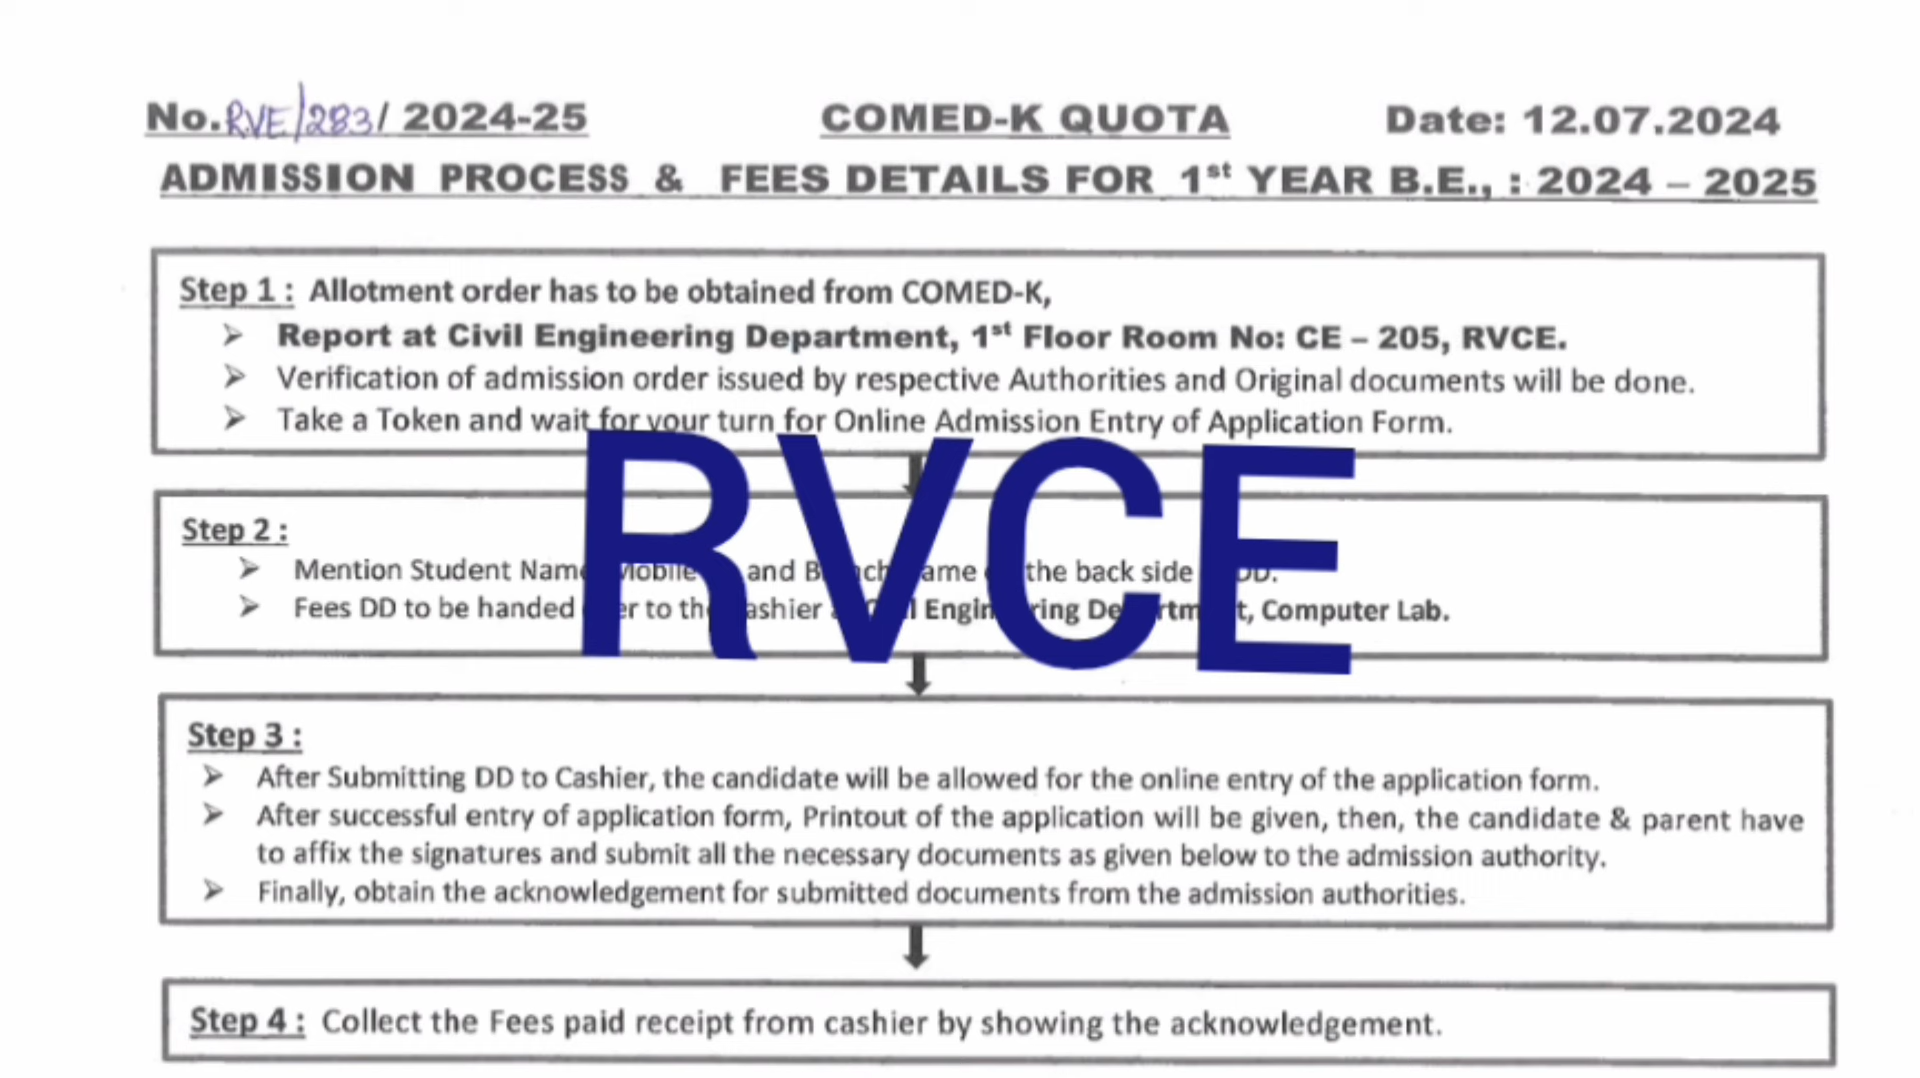 No. RVE/283/ 2024-25 COMED-K QUOTA Date: 12.07.2024
ADMISSION PROCESS & FEES DETAILS FOR 1st YEAR B.E., : 2024 – 2025
Step 1 : Allotment order has to be obtained from COMED-K,
➢ Report at Civil Engineering Department, 1st Floor Room No: CE – 205, RVCE.
➢ Verification of admission order issued by respective Authorities and Original documents will be done.
➢ Take a Token and wait for your turn for Online Admission Entry of Application Form.
RVCE
Step 2 :
➢ Mention Student Name Mobile and the back side DD.
➢ Fees DD to be handed to the Cashier Engineering Department, Computer Lab.
Step 3 :
➢ After Submitting DD to Cashier, the candidate will be allowed for the online entry of the application form.
➢ After successful entry of application form, Printout of the application will be given, then, the candidate & parent have
to affix the signatures and submit all the necessary documents as given below to the admission authority.
➢ Finally, obtain the acknowledgement for submitted documents from the admission authorities.
Step 4 : Collect the Fees paid receipt from cashier by showing the acknowledgement.